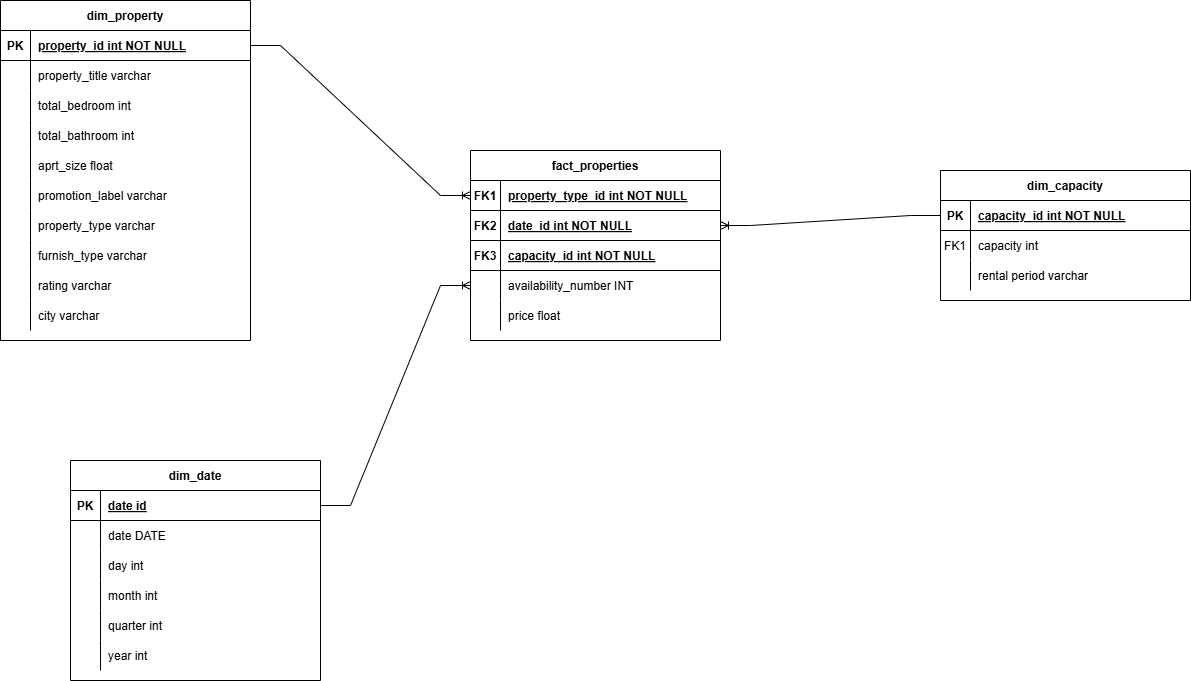 dim_property
PK property_id int NOT NULL
property_title varchar
total_bedroom int
total_bathroom int
aprt_size float
promotion_label varchar
property_type varchar
furnish_type varchar
rating varchar
city varchar
fact_properties
FK1 property_type_id int NOT NULL
FK2 date_id int NOT NULL
FK3 capacity_id int NOT NULL
availability_number INT
price float
dim_capacity
PK capacity_id int NOT NULL
FK1 capacity int
rental period varchar
dim_date
PK date id
date DATE
day int
month int
quarter int
year int